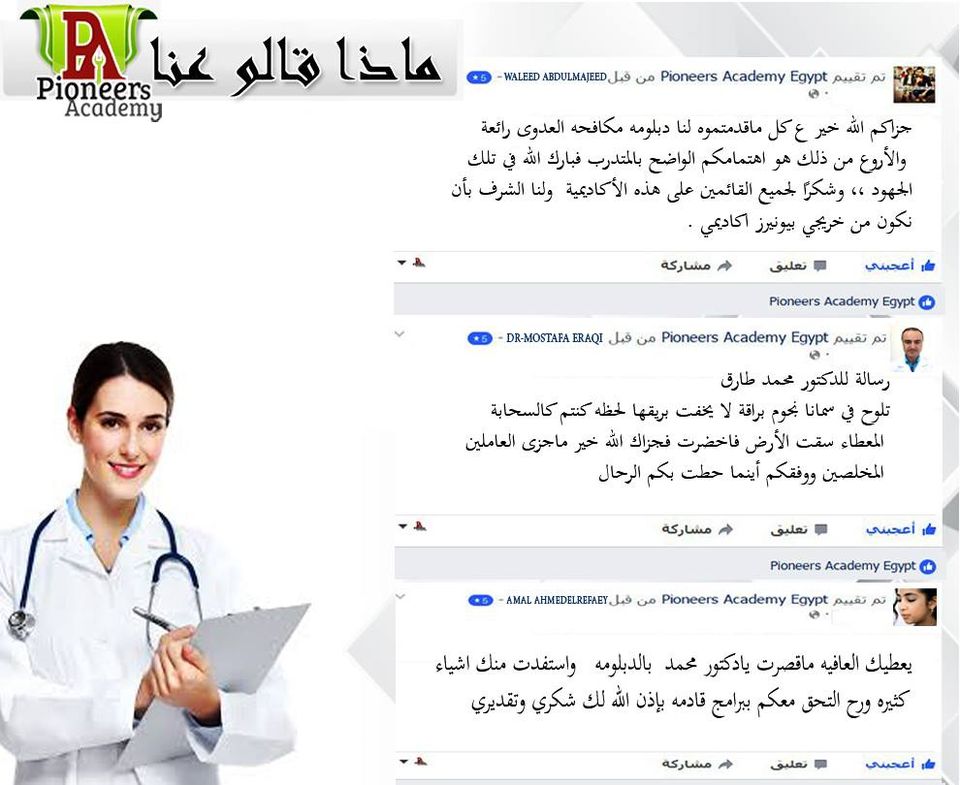 ماذا قالو عنا
PA
Pioneers
Academy
تم تقييم Pioneers Academy Egypt من قبل WALEED ABDULMAJEED – 5★
جزاكم الله خير ع كل ماقدمتموه لنا دبلومه مكافحه العدوى رائعة
والأروع من ذلك هو اهتمامكم الواضح بالمتدرب فبارك الله في تلك
الجهود ،، وشكرًا لجميع القائمين على هذه الأكاديمية ولنا الشرف بأن
نكون من خريجي بيونيرز اكاديمي .
أعجبني تعليق مشاركة
Pioneers Academy Egypt
تم تقييم Pioneers Academy Egypt من قبل DR-MOSTAFA ERAQI – 5★
رسالة للدكتور محمد طارق
تلوح في سمانا نجوم براقة لا يخفت بريقها لحظه كنتم كالسحابة
المعطاء سقت الأرض فاخضرت فجزاك الله خير ماجزى العاملين
المخلصين ووفقكم أينما حطت بكم الرحال
أعجبني تعليق مشاركة
Pioneers Academy Egypt
تم تقييم Pioneers Academy Egypt من قبل AMAL AHMEDELREFAEY – 5★
يعطيك العافيه ماقصرت يادكتور محمد بالدبلومه واستفدت منك اشياء
كثيره ورح التحق معكم ببرامج قادمه بإذن الله لك شكري وتقديري
أعجبني تعليق مشاركة